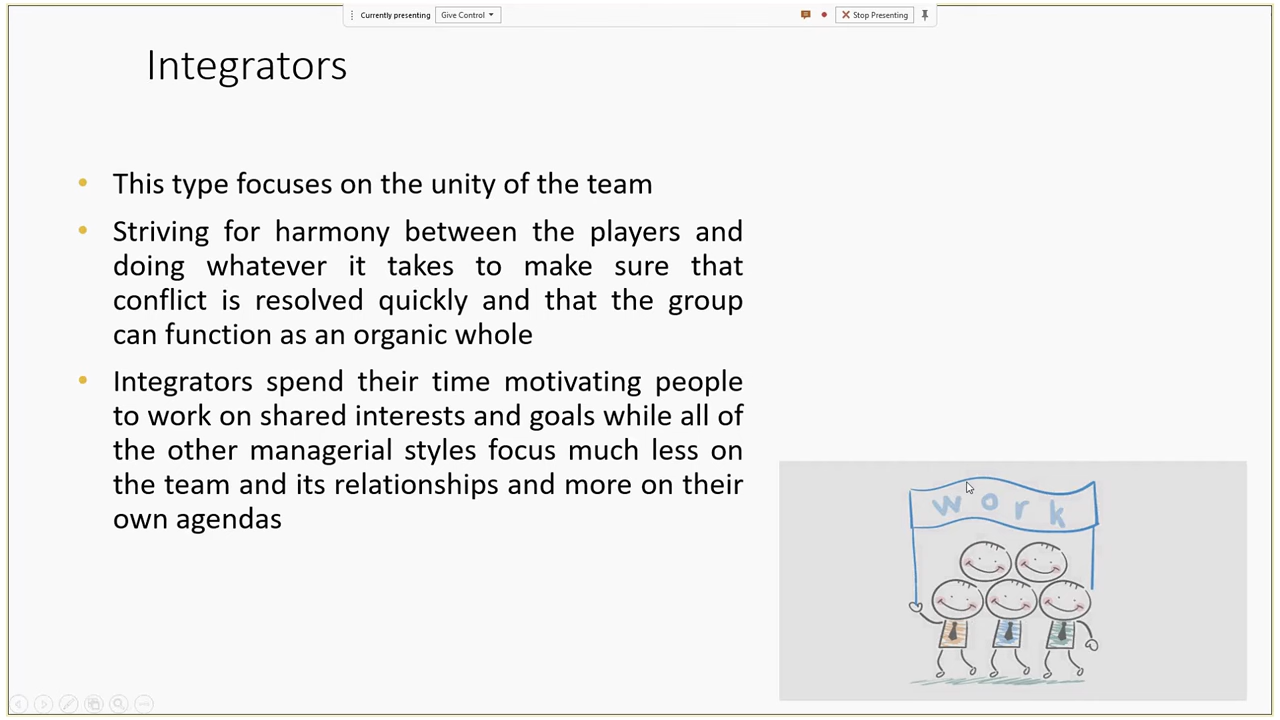 Currently presenting Give Control Stop Presenting
Integrators
• This type focuses on the unity of the team
• Striving for harmony between the players and
doing whatever it takes to make sure that
conflict is resolved quickly and that the group
can function as an organic whole
• Integrators spend their time motivating people
to work on shared interests and goals while all of
the other managerial styles focus much less on
the team and its relationships and more on their
own agendas
work